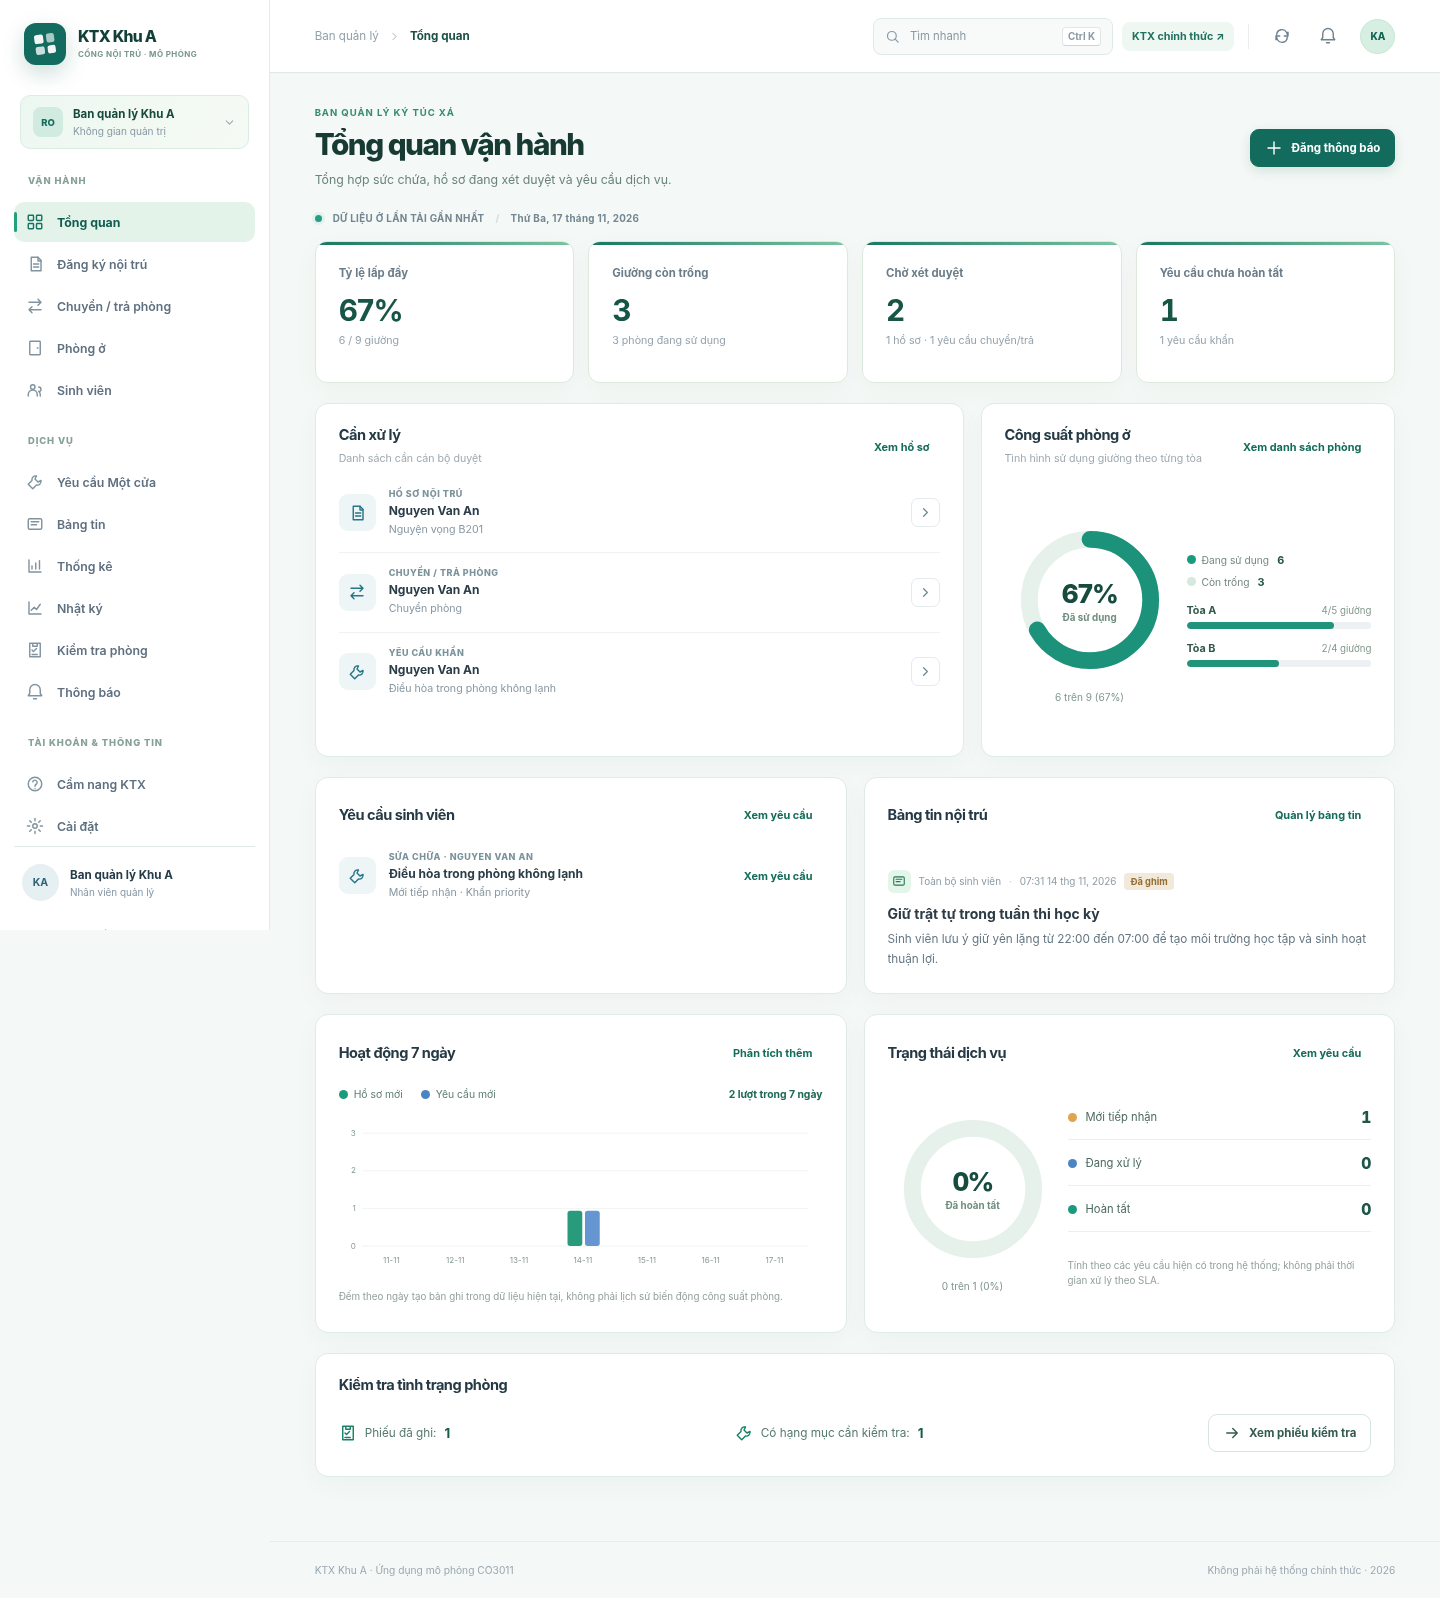 KTX Khu A
CỔNG NỘI TRÚ · MÔ PHỎNG
RO
Ban quản lý Khu A
Không gian quản trị
VẬN HÀNH
Tổng quan
Đăng ký nội trú
Chuyển / trả phòng
Phòng ở
Sinh viên
DỊCH VỤ
Yêu cầu Một cửa
Bảng tin
Thống kê
Nhật ký
Kiểm tra phòng
Thông báo
TÀI KHOẢN & THÔNG TIN
Cẩm nang KTX
Cài đặt
KA
Ban quản lý Khu A
Nhân viên quản lý
Ban quản lý
Tổng quan
Tìm nhanh
Ctrl K
KTX chính thức ↗
KA
BAN QUẢN LÝ KÝ TÚC XÁ
Tổng quan vận hành
Tổng hợp sức chứa, hồ sơ đang xét duyệt và yêu cầu dịch vụ.
Đăng thông báo
DỮ LIỆU Ở LẦN TẢI GẦN NHẤT / Thứ Ba, 17 tháng 11, 2026
Tỷ lệ lấp đầy
67%
6 / 9 giường
Giường còn trống
3
3 phòng đang sử dụng
Chờ xét duyệt
2
1 hồ sơ · 1 yêu cầu chuyển/trả
Yêu cầu chưa hoàn tất
1
1 yêu cầu khẩn
Cần xử lý
Danh sách cần cán bộ duyệt
Xem hồ sơ
HỒ SƠ NỘI TRÚ
Nguyen Van An
Nguyện vọng B201
CHUYỂN / TRẢ PHÒNG
Nguyen Van An
Chuyển phòng
YÊU CẦU KHẨN
Nguyen Van An
Điều hòa trong phòng không lạnh
Công suất phòng ở
Tình hình sử dụng giường theo từng tòa
Xem danh sách phòng
67%
Đã sử dụng
6 trên 9 (67%)
Đang sử dụng 6
Còn trống 3
Tòa A 4/5 giường
Tòa B 2/4 giường
Yêu cầu sinh viên
Xem yêu cầu
SỬA CHỮA · NGUYEN VAN AN
Điều hòa trong phòng không lạnh
Mới tiếp nhận · Khẩn priority
Xem yêu cầu
Bảng tin nội trú
Quản lý bảng tin
Toàn bộ sinh viên · 07:31 14 thg 11, 2026 Đã ghim
Giữ trật tự trong tuần thi học kỳ
Sinh viên lưu ý giữ yên lặng từ 22:00 đến 07:00 để tạo môi trường học tập và sinh hoạt
thuận lợi.
Hoạt động 7 ngày
Phân tích thêm
Hồ sơ mới
Yêu cầu mới
2 lượt trong 7 ngày
3
2
1
0
11-11 12-11 13-11 14-11 15-11 16-11 17-11
Đếm theo ngày tạo bản ghi trong dữ liệu hiện tại, không phải lịch sử biến động công suất phòng.
Trạng thái dịch vụ
Xem yêu cầu
0%
Đã hoàn tất
0 trên 1 (0%)
Mới tiếp nhận 1
Đang xử lý 0
Hoàn tất 0
Tính theo các yêu cầu hiện có trong hệ thống; không phải thời
gian xử lý theo SLA.
Kiểm tra tình trạng phòng
Phiếu đã ghi: 1
Có hạng mục cần kiểm tra: 1
Xem phiếu kiểm tra
KTX Khu A · Ứng dụng mô phỏng CO3011
Không phải hệ thống chính thức · 2026